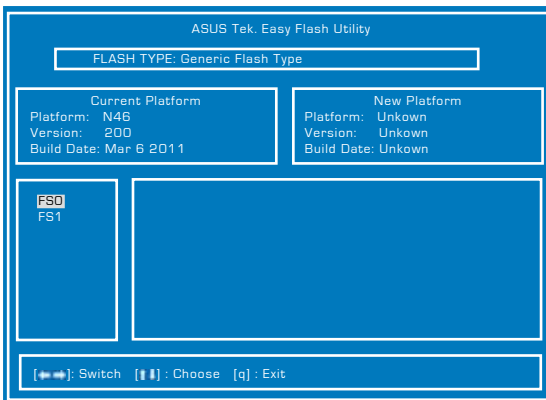 ASUS Tek. Easy Flash Utility
FLASH TYPE: Generic Flash Type
Current Platform
Platform: N46
Version: 200
Build Date: Mar 6 2011
New Platform
Platform: Unkown
Version: Unkown
Build Date: Unkown
FS0
FS1
[←→]: Switch [↑↓] : Choose [q] : Exit